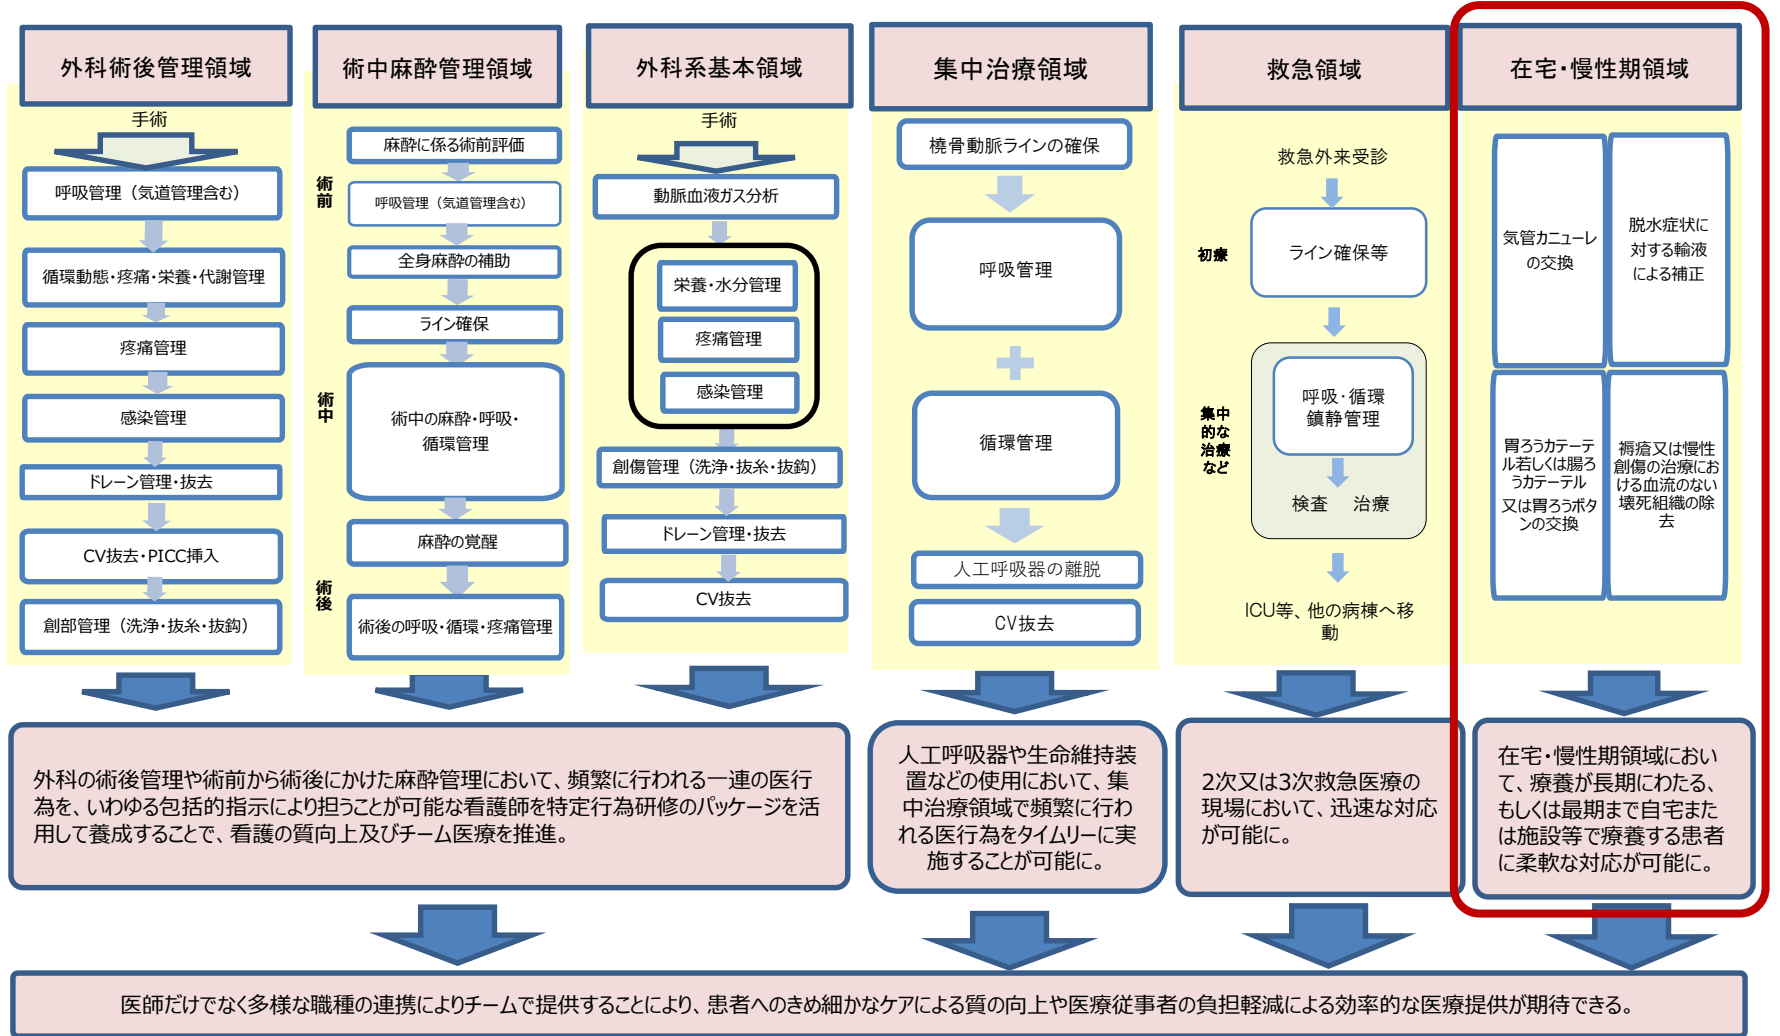 外科術後管理領域
手術
呼吸管理（気道管理含む）
循環動態・疼痛・栄養・代謝管理
疼痛管理
感染管理
ドレーン管理・抜去
CV抜去・PICC挿入
創部管理（洗浄・抜糸・抜鈎）
術中麻酔管理領域
術前
麻酔に係る術前評価
呼吸管理（気道管理含む）
全身麻酔の補助
ライン確保
術中
術中の麻酔・呼吸・
循環管理
麻酔の覚醒
術後
術後の呼吸・循環・疼痛管理
外科系基本領域
手術
動脈血液ガス分析
栄養・水分管理
疼痛管理
感染管理
創傷管理（洗浄・抜糸・抜鈎）
ドレーン管理・抜去
CV抜去
集中治療領域
橈骨動脈ラインの確保
呼吸管理
循環管理
人工呼吸器の離脱
CV抜去
救急領域
救急外来受診
初療
ライン確保等
集中
的な
治療
など
呼吸・循環
鎮静管理
検査　治療
ICU等、他の病棟へ移
動
在宅・慢性期領域
気管カニューレ
の交換
脱水症状に
対する輸液
による補正
胃ろうカテーテ
ル若しくは腸ろ
うカテーテル
又は胃ろうボタ
ンの交換
褥瘡又は慢性
創傷の治療にお
ける血流のない
壊死組織の除
去
外科の術後管理や術前から術後にかけた麻酔管理において、頻繁に行われる一連の医行
為を、いわゆる包括的指示により担うことが可能な看護師を特定行為研修のパッケージを活
用して養成することで、看護の質向上及びチーム医療を推進。
人工呼吸器や生命維持装
置などの使用において、集
中治療領域で頻繁に行わ
れる医行為をタイムリーに実
施することが可能に。
2次又は3次救急医療の
現場において、迅速な対応
が可能に。
在宅・慢性期領域におい
て、療養が長期にわたる、
もしくは最期まで自宅また
は施設等で療養する患者
に柔軟な対応が可能に。
医師だけでなく多様な職種の連携によりチームで提供することにより、患者へのきめ細かなケアによる質の向上や医療従事者の負担軽減による効率的な医療提供が期待できる。